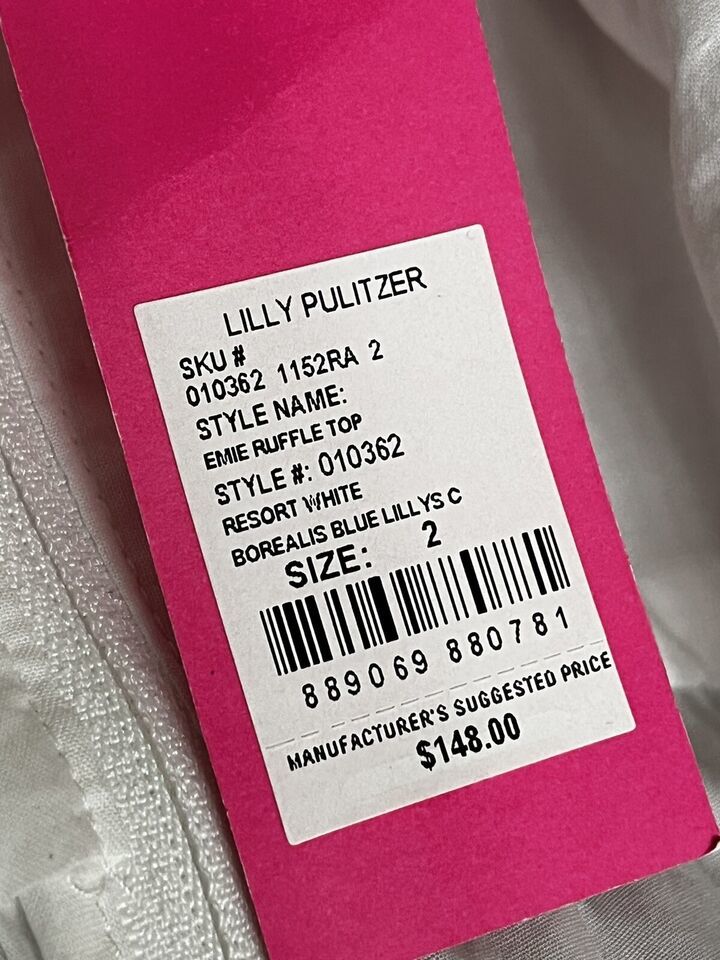 LILLY PULITZER
SKU #
010362 1152RA 2
STYLE NAME:
EMIE RUFFLE TOP
STYLE #: 010362
RESORT WHITE
BOREALIS BLUE LILLYS C
SIZE: 2
889069 880781
MANUFACTURER'S SUGGESTED PRICE
$148.00